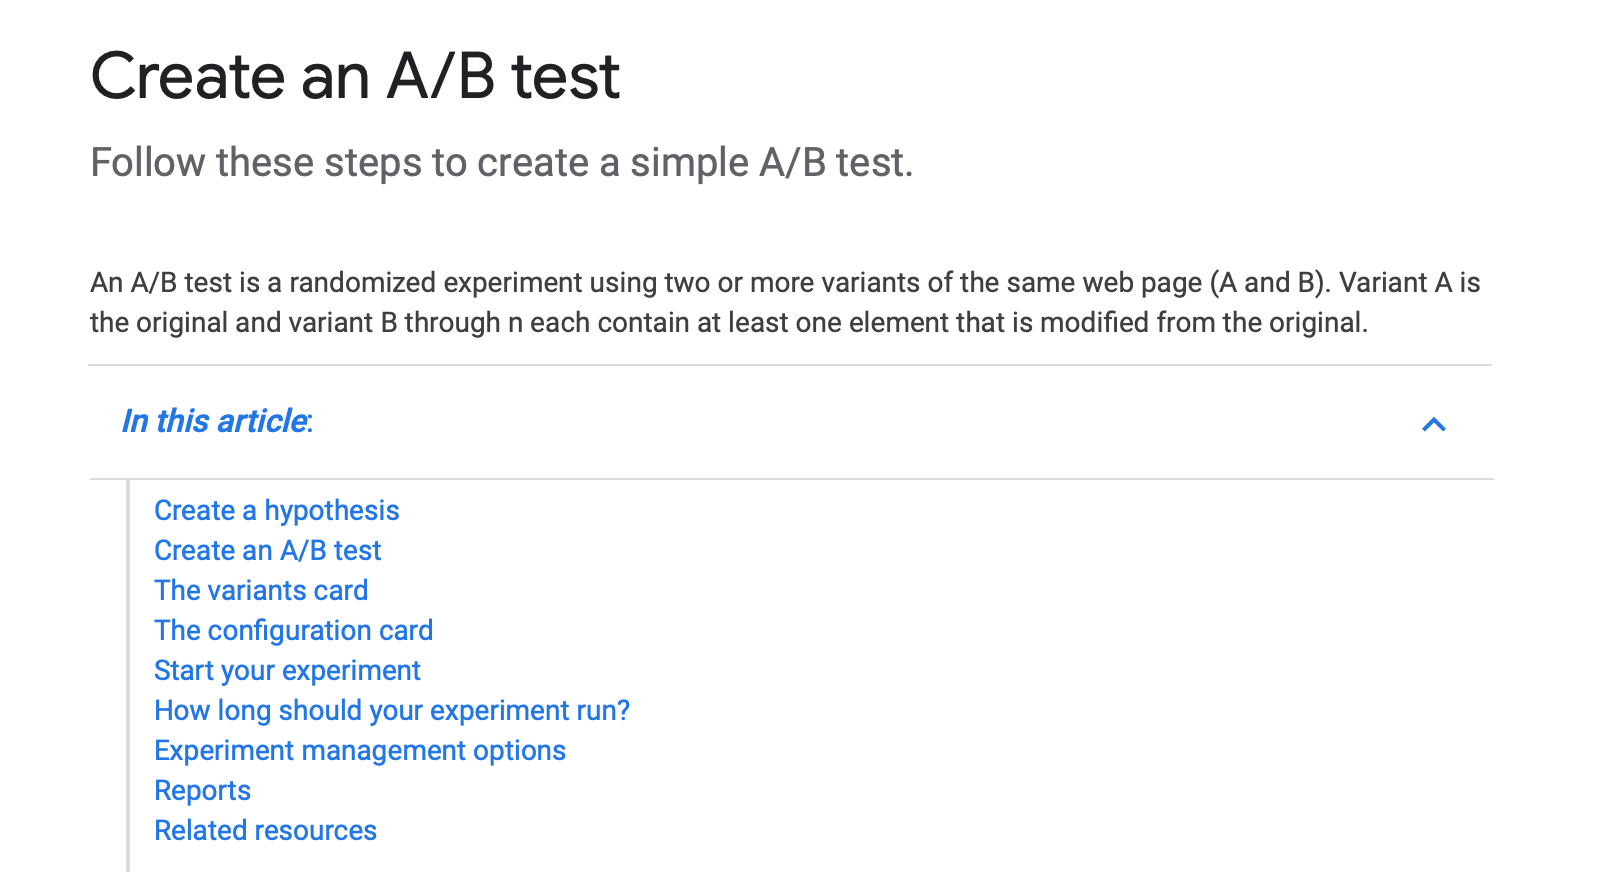 Create an A/B test
Follow these steps to create a simple A/B test.
An A/B test is a randomized experiment using two or more variants of the same web page (A and B). Variant A is
the original and variant B through n each contain at least one element that is modified from the original.
In this article:
Create a hypothesis
Create an A/B test
The variants card
The configuration card
Start your experiment
How long should your experiment run?
Experiment management options
Reports
Related resources